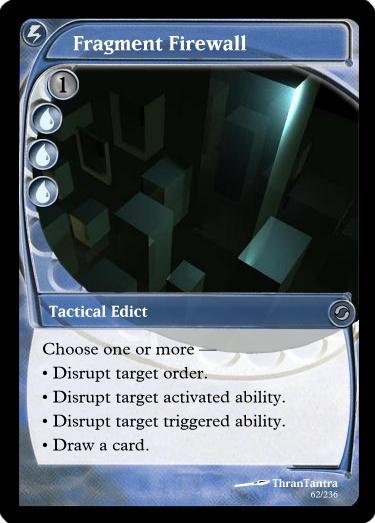 Fragment Firewall
1
Tactical Edict
Choose one or more —
• Disrupt target order.
• Disrupt target activated ability.
• Disrupt target triggered ability.
• Draw a card.
ThranTantra
62/236